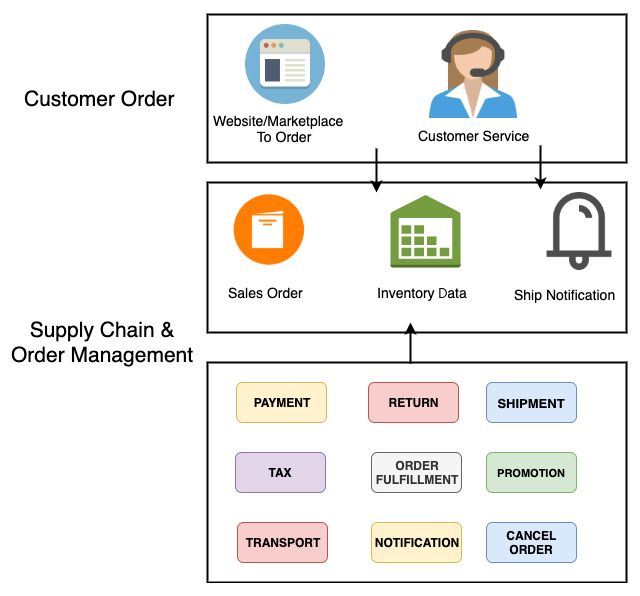 Customer Order
Website/Marketplace
To Order
Customer Service
Sales Order
Inventory Data
Ship Notification
Supply Chain &
Order Management
PAYMENT
RETURN
SHIPMENT
TAX
ORDER
FULFILLMENT
PROMOTION
TRANSPORT
NOTIFICATION
CANCEL
ORDER